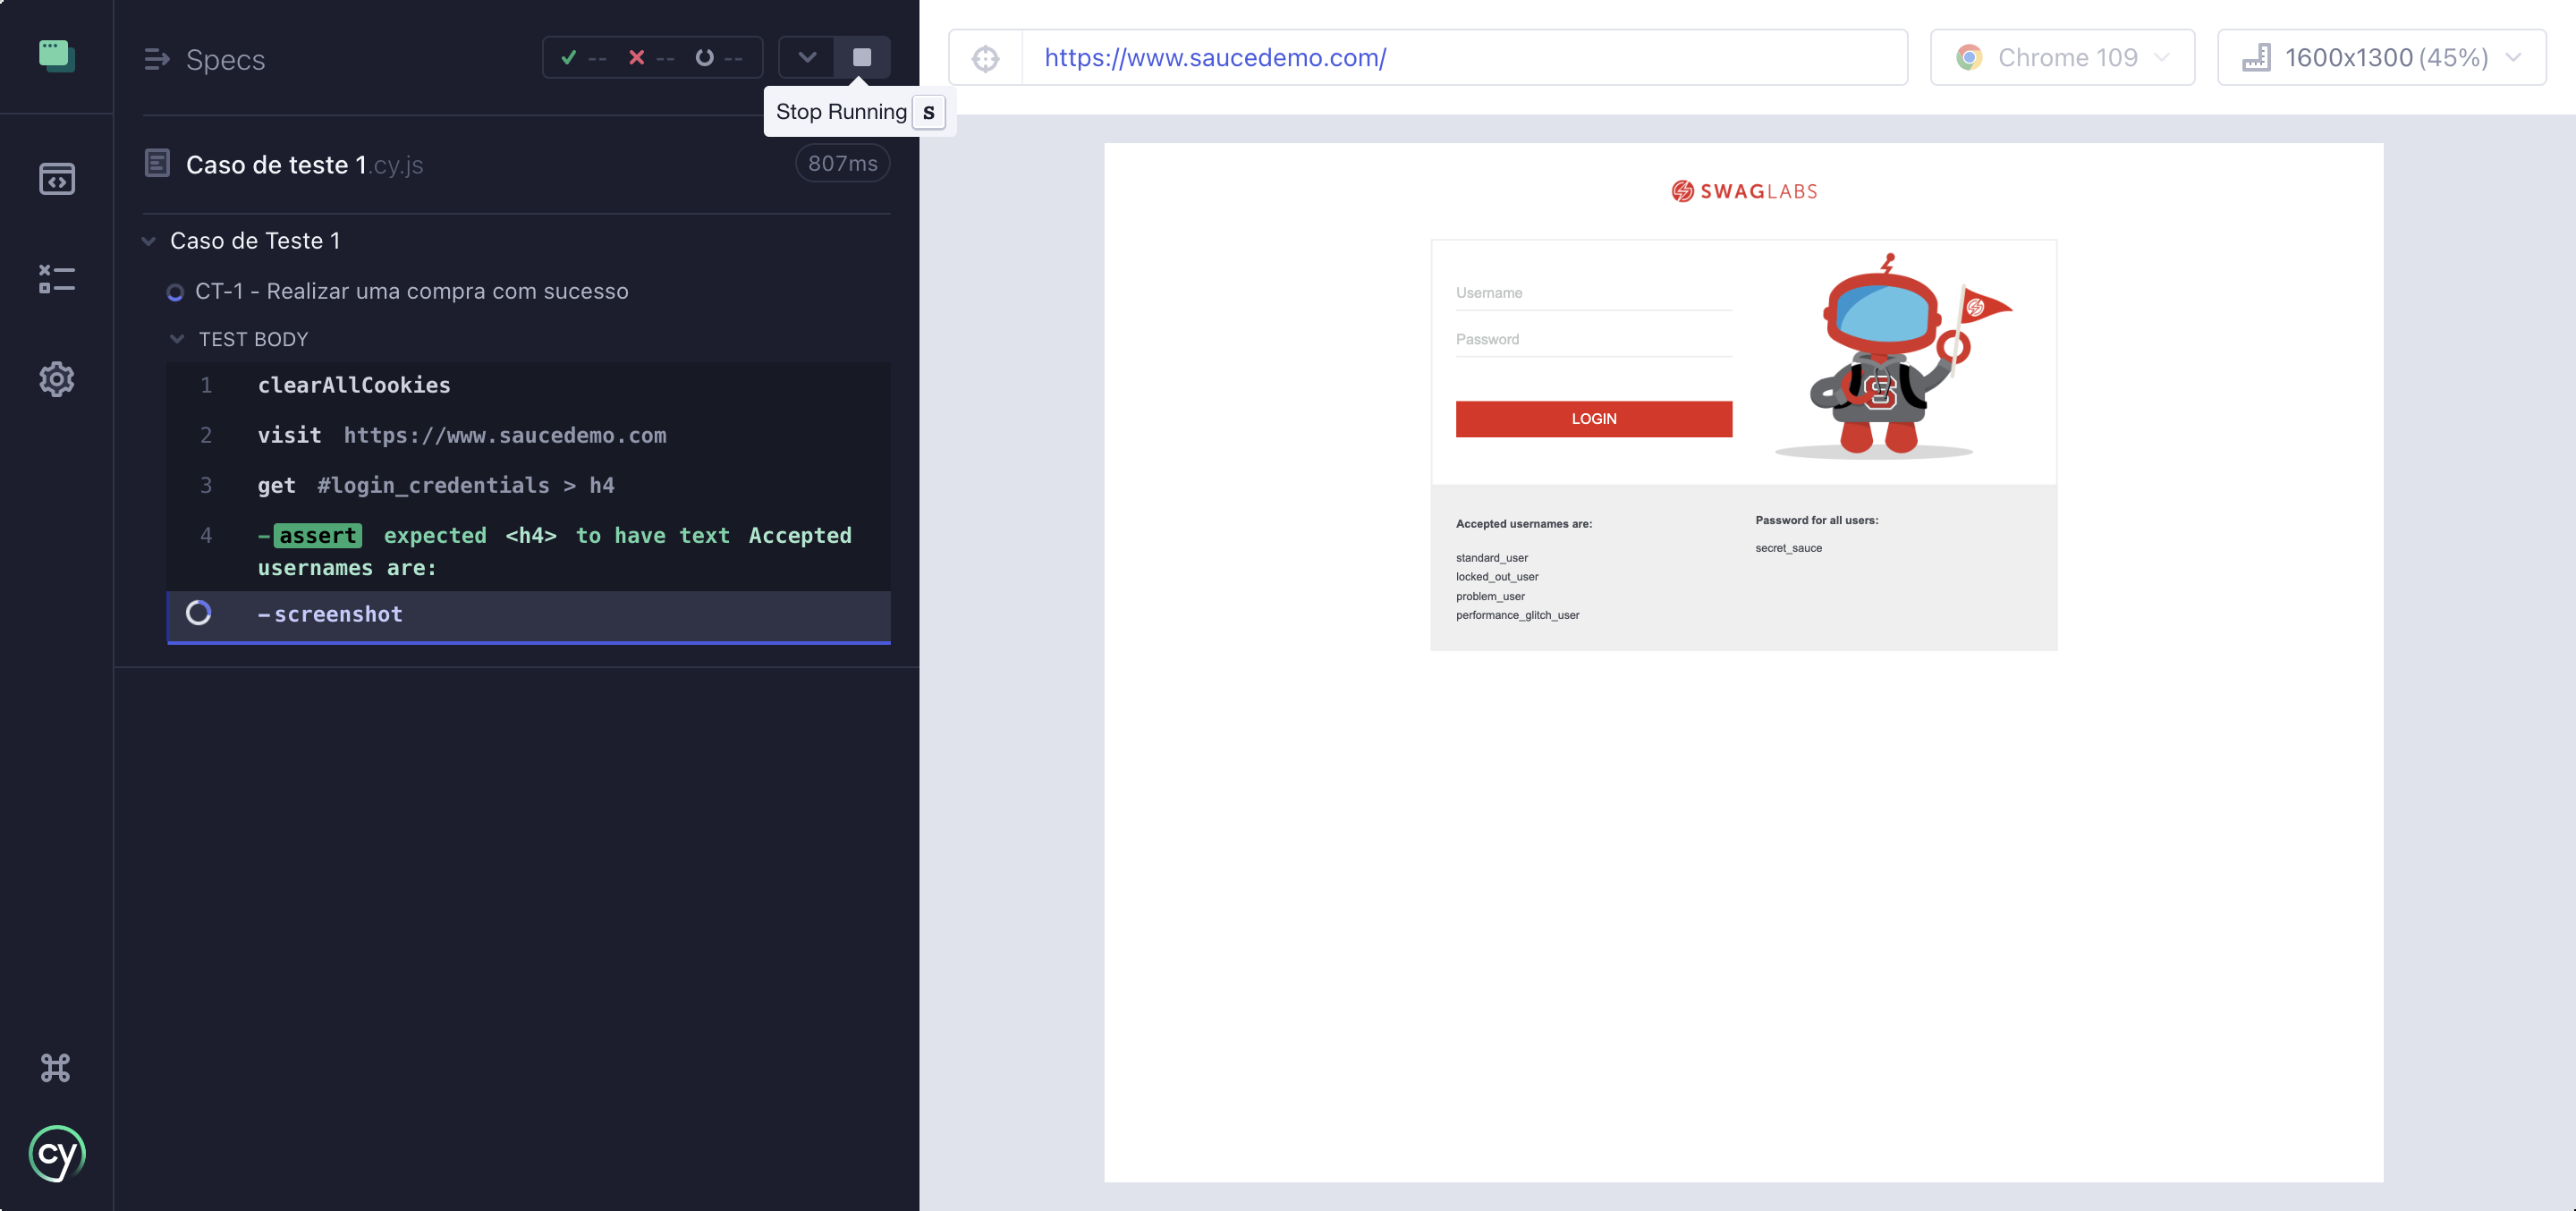 Specs
-- -- --
Stop Running S
https://www.saucedemo.com/
Chrome 109
1600x1300 (45%)
Caso de teste 1.cy.js
807ms
Caso de Teste 1
CT-1 - Realizar uma compra com sucesso
TEST BODY
1 clearAllCookies
2 visit https://www.saucedemo.com
3 get #login_credentials > h4
4 -assert expected <h4> to have text Accepted
usernames are:
-screenshot
cy
SWAGLABS
Username
Password
LOGIN
S
Accepted usernames are:
standard_user
locked_out_user
problem_user
performance_glitch_user
Password for all users:
secret_sauce